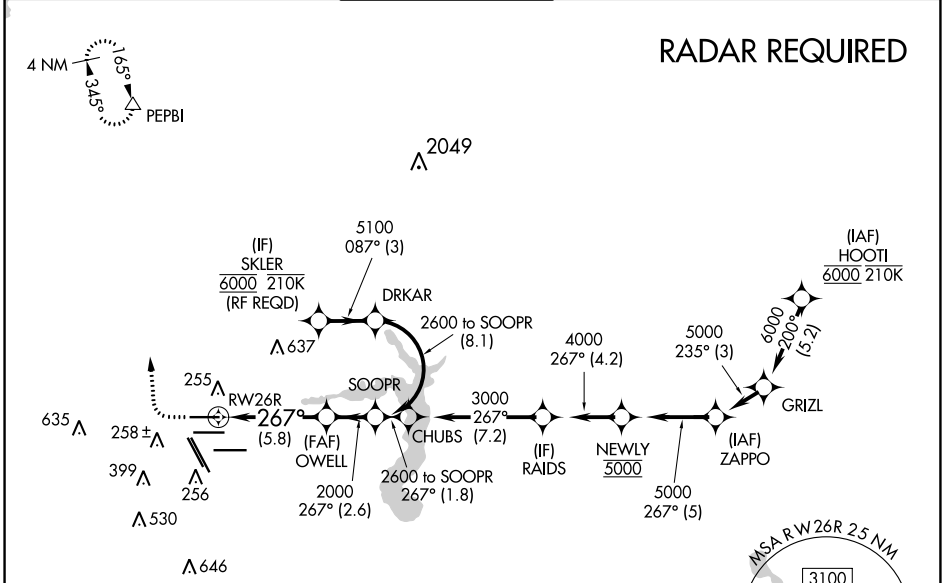 RADAR REQUIRED
4 NM
165°
345°
PEPBI
2049
5100
087° (3)
(IF)
SKLER
6000 210K
(RF REQD)
DRKAR
(IAF)
HOOTI
6000 210K
637
2600 to SOOPR
(8.1)
4000
267° (4.2)
5000
235° (3)
6000
200°
(5.2)
GRIZL
255
RW26R
SOOPR
635
258 ±
267°
(5.8)
(FAF)
OWELL
CHUBS
3000
267°
(7.2)
(IF)
RAIDS
NEWLY
5000
(IAF)
ZAPPO
399
256
2000
267° (2.6)
2600 to SOOPR
267° (1.8)
5000
267° (5)
530
646
MSA RW26R 25 NM
3100